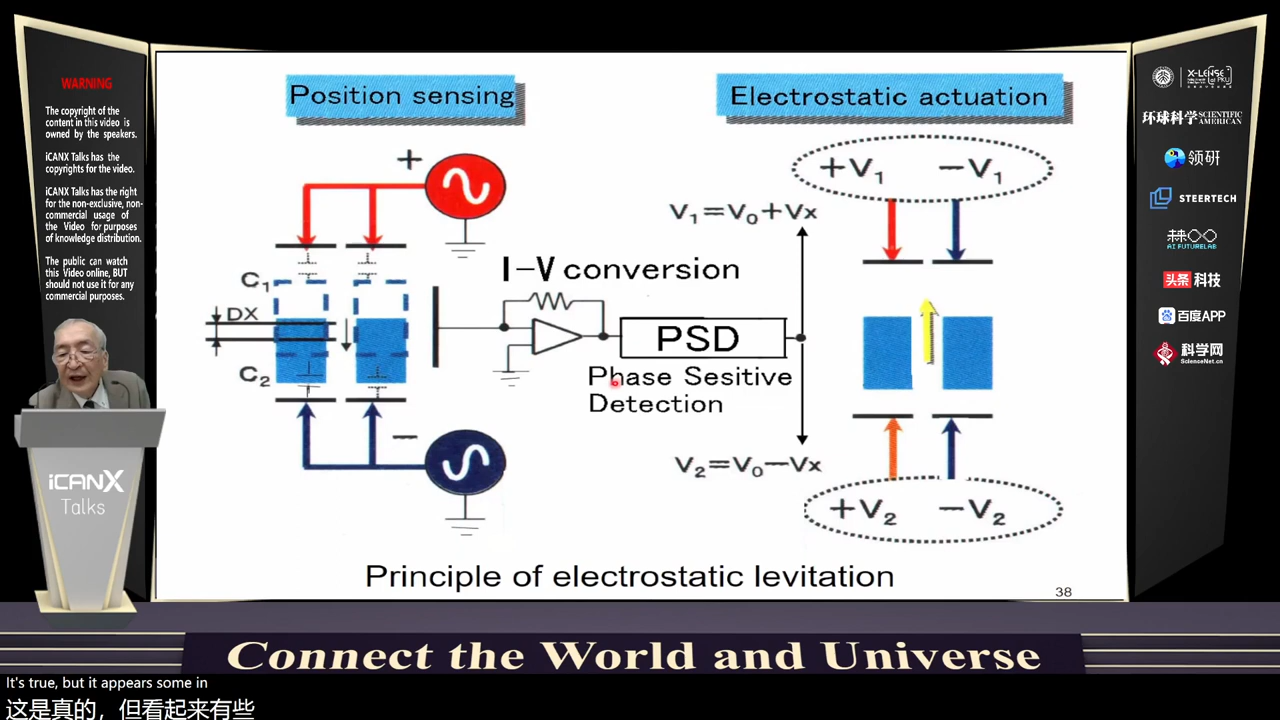 WARNING
The copyright of the
content in this video is
owned by the speakers.
iCANX Talks has the
copyrights for the video.
iCANX Talks has the right
for the non-exclusive, non-
commercial usage of
the Video for purposes
of knowledge distribution.
The public can watch
this Video online, BUT
should not use it for any
commercial purposes.
iCANX
Talks
Position sensing
Electrostatic actuation
+
+V₁ −V₁
V₁=V₀+Vx
I-V conversion
C₁
DX
PSD
C₂
Phase Sesitive
Detection
−
V₂=V₀−Vx
+V₂ −V₂
Principle of electrostatic levitation
38
X-LENSE
环球科学 SCIENTIFIC AMERICAN
领研
STEERTECH
AI FUTURELAB
头条 科技
百度APP
科学网
ScienceNet.cn
Connect the World and Universe
It's true, but it appears some in
这是真的，但看起来有些